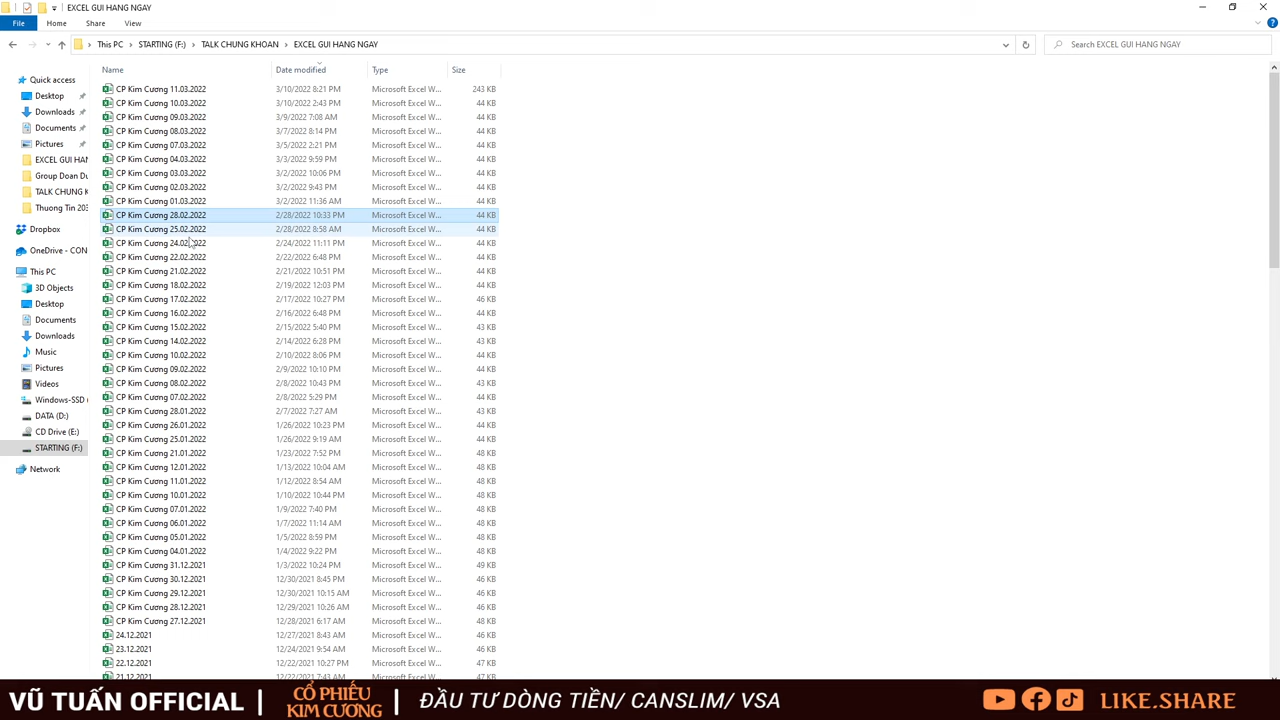 EXCEL GUI HANG NGAY
File Home Share View
This PC STARTING (F:) TALK CHUNG KHOAN EXCEL GUI HANG NGAY Search EXCEL GUI HANG NGAY
Name Date modified Type Size
Quick access
Desktop
Downloads
Documents
Pictures
EXCEL GUI HAN
Group Doan Du
TALK CHUNG K
Thuong Tin 203
Dropbox
OneDrive - CON
This PC
3D Objects
Desktop
Documents
Downloads
Music
Pictures
Videos
Windows-SSD (
DATA (D:)
CD Drive (E:)
STARTING (F:)
Network
CP Kim Cương 11.03.2022 3/10/2022 8:21 PM Microsoft Excel W... 243 KB
CP Kim Cương 10.03.2022 3/10/2022 2:43 PM Microsoft Excel W... 44 KB
CP Kim Cương 09.03.2022 3/9/2022 7:08 AM Microsoft Excel W... 44 KB
CP Kim Cương 08.03.2022 3/7/2022 8:14 PM Microsoft Excel W... 44 KB
CP Kim Cương 07.03.2022 3/5/2022 2:21 PM Microsoft Excel W... 44 KB
CP Kim Cương 04.03.2022 3/3/2022 9:59 PM Microsoft Excel W... 44 KB
CP Kim Cương 03.03.2022 3/2/2022 10:06 PM Microsoft Excel W... 44 KB
CP Kim Cương 02.03.2022 3/2/2022 9:43 PM Microsoft Excel W... 44 KB
CP Kim Cương 01.03.2022 3/2/2022 11:36 AM Microsoft Excel W... 44 KB
CP Kim Cương 28.02.2022 2/28/2022 10:33 PM Microsoft Excel W... 44 KB
CP Kim Cương 25.02.2022 2/28/2022 8:58 AM Microsoft Excel W... 44 KB
CP Kim Cương 24.02.2022 2/24/2022 11:11 PM Microsoft Excel W... 44 KB
CP Kim Cương 22.02.2022 2/22/2022 6:48 PM Microsoft Excel W... 44 KB
CP Kim Cương 21.02.2022 2/21/2022 10:51 PM Microsoft Excel W... 44 KB
CP Kim Cương 18.02.2022 2/19/2022 12:03 PM Microsoft Excel W... 44 KB
CP Kim Cương 17.02.2022 2/17/2022 10:27 PM Microsoft Excel W... 46 KB
CP Kim Cương 16.02.2022 2/16/2022 6:48 PM Microsoft Excel W... 44 KB
CP Kim Cương 15.02.2022 2/15/2022 5:40 PM Microsoft Excel W... 43 KB
CP Kim Cương 14.02.2022 2/14/2022 6:28 PM Microsoft Excel W... 43 KB
CP Kim Cương 10.02.2022 2/10/2022 8:06 PM Microsoft Excel W... 44 KB
CP Kim Cương 09.02.2022 2/9/2022 10:10 PM Microsoft Excel W... 44 KB
CP Kim Cương 08.02.2022 2/8/2022 10:43 PM Microsoft Excel W... 43 KB
CP Kim Cương 07.02.2022 2/8/2022 5:29 PM Microsoft Excel W... 44 KB
CP Kim Cương 28.01.2022 2/7/2022 7:27 AM Microsoft Excel W... 43 KB
CP Kim Cương 26.01.2022 1/26/2022 10:23 PM Microsoft Excel W... 44 KB
CP Kim Cương 25.01.2022 1/26/2022 9:19 AM Microsoft Excel W... 44 KB
CP Kim Cương 21.01.2022 1/23/2022 7:52 PM Microsoft Excel W... 48 KB
CP Kim Cương 12.01.2022 1/13/2022 10:04 AM Microsoft Excel W... 48 KB
CP Kim Cương 11.01.2022 1/12/2022 8:54 AM Microsoft Excel W... 48 KB
CP Kim Cương 10.01.2022 1/10/2022 10:44 PM Microsoft Excel W... 48 KB
CP Kim Cương 07.01.2022 1/9/2022 7:40 PM Microsoft Excel W... 48 KB
CP Kim Cương 06.01.2022 1/7/2022 11:14 AM Microsoft Excel W... 48 KB
CP Kim Cương 05.01.2022 1/5/2022 8:59 PM Microsoft Excel W... 48 KB
CP Kim Cương 04.01.2022 1/4/2022 9:22 PM Microsoft Excel W... 48 KB
CP Kim Cương 31.12.2021 1/3/2022 10:24 PM Microsoft Excel W... 49 KB
CP Kim Cương 30.12.2021 12/30/2021 8:45 PM Microsoft Excel W... 46 KB
CP Kim Cương 29.12.2021 12/30/2021 10:15 AM Microsoft Excel W... 46 KB
CP Kim Cương 28.12.2021 12/29/2021 10:26 AM Microsoft Excel W... 46 KB
CP Kim Cương 27.12.2021 12/28/2021 6:17 AM Microsoft Excel W... 46 KB
24.12.2021 12/27/2021 8:43 AM Microsoft Excel W... 46 KB
23.12.2021 12/24/2021 9:54 AM Microsoft Excel W... 46 KB
22.12.2021 12/22/2021 10:27 PM Microsoft Excel W... 47 KB
21.12.2021 12/22/2021 7:43 AM Microsoft Excel W... 47 KB
VŨ TUẤN OFFICIAL | CỔ PHIẾU KIM CƯƠNG | ĐẦU TƯ DÒNG TIỀN/ CANSLIM/ VSA LIKE.SHARE